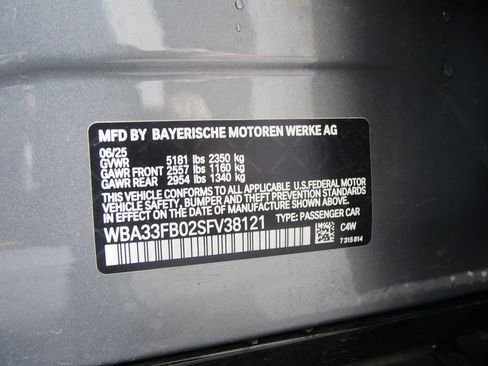 MFD BY BAYERISCHE MOTOREN WERKE AG
06/25
GVWR 5181 lbs 2350 kg
GAWR FRONT 2557 lbs 1160 kg
GAWR REAR 2954 lbs 1340 kg
THIS VEHICLE CONFORMS TO ALL APPLICABLE U.S.FEDERAL MOTOR
VEHICLE SAFETY, BUMPER AND THEFT PREVENTION STANDARDS
IN EFFECT ON THE DATE OF MANUFACTURE SHOWN ABOVE.
WBA33FB02SFV38121 TYPE: PASSENGER CAR
C4W
7 315 814